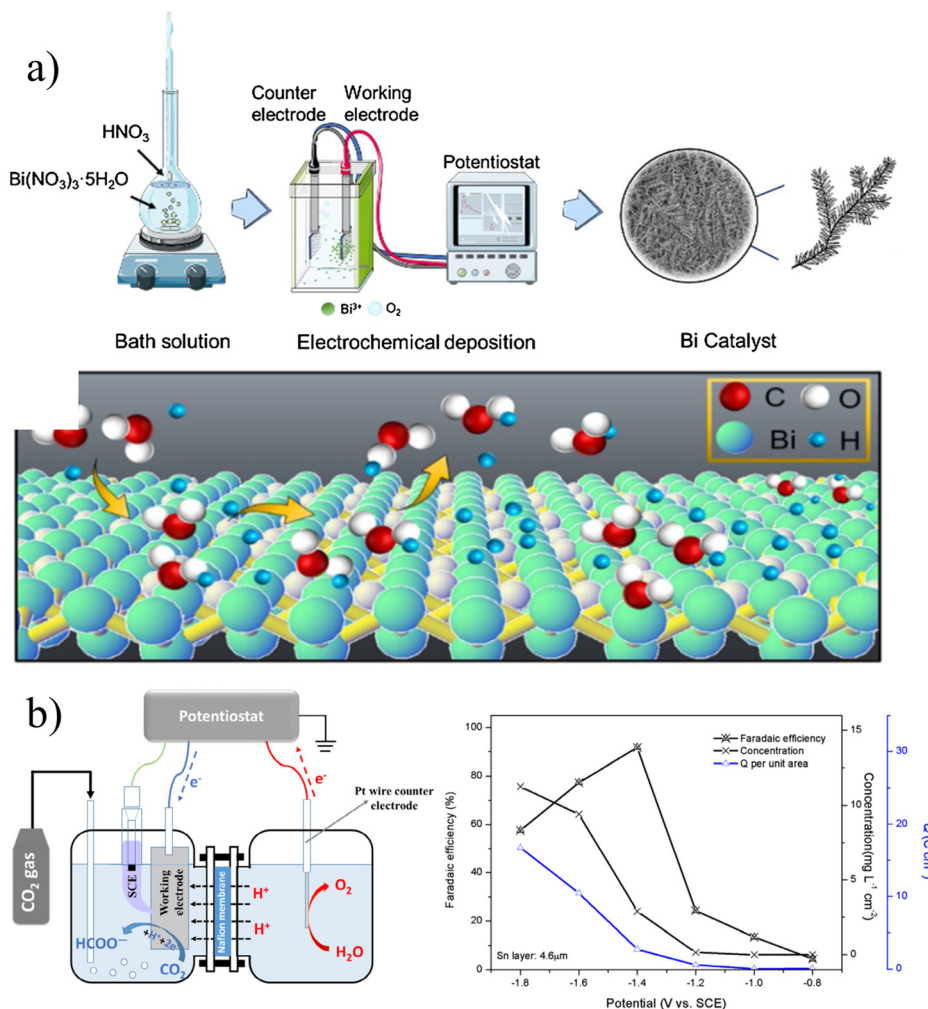 a)
HNO₃
Bi(NO₃)₃·5H₂O
Counter electrode
Working electrode
Potentiostat
Bi³⁺ O₂
Bath solution
Electrochemical deposition
Bi Catalyst
C O
Bi H
b)
Potentiostat
e⁻
e⁻
Pt wire counter
electrode
CO₂ gas
SCE
Working
electrode
Nafion membrane
H⁺
H⁺
O₂
H₂O
HCOO⁻
+H⁺+2e⁻
CO₂
Faradaic efficiency
Concentration
Q per unit area
100
80
60
40
20
0
Faradaic efficiency (%)
15
10
5
0
Concentration(mg L⁻¹ cm⁻²)
30
20
10
0
Sn layer: 4.6μm
-1.8 -1.6 -1.4 -1.2 -1.0 -0.8
Potential (V vs. SCE)